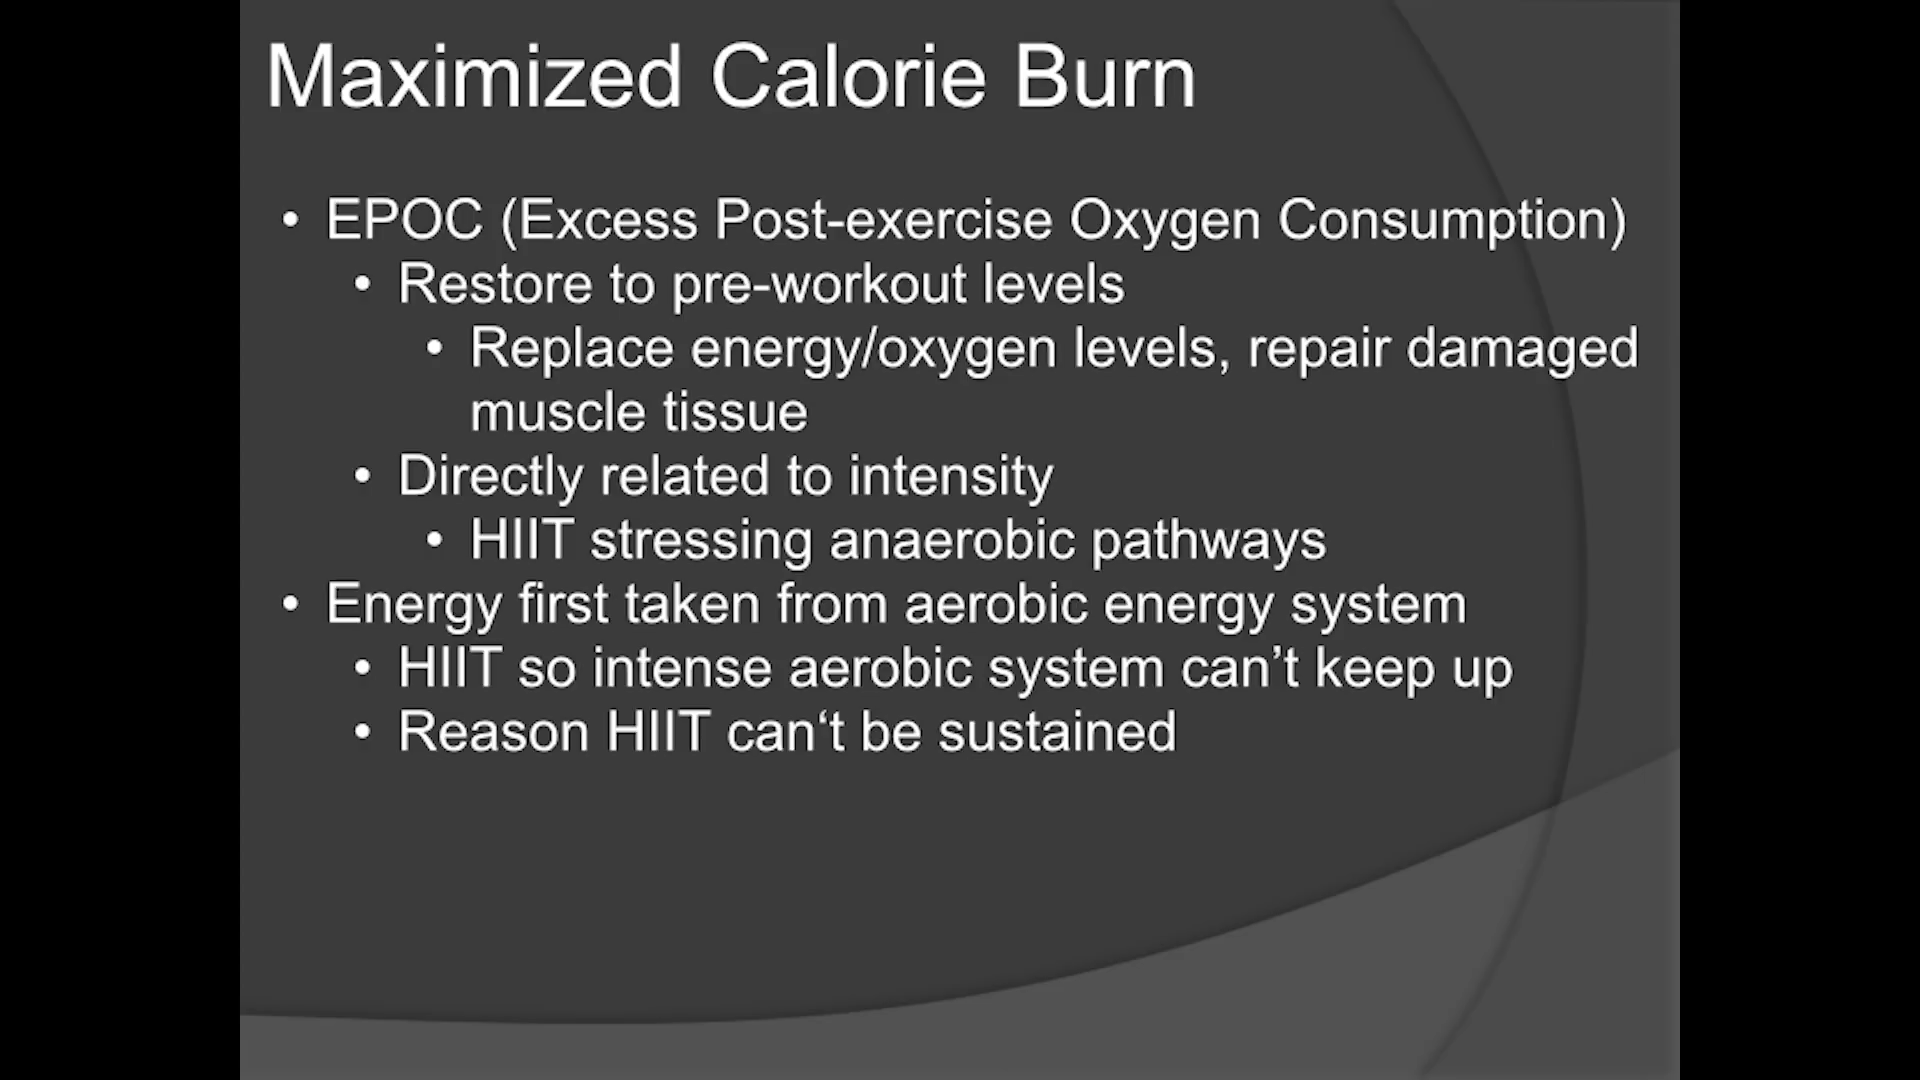 Maximized Calorie Burn
• EPOC (Excess Post-exercise Oxygen Consumption)
• Restore to pre-workout levels
• Replace energy/oxygen levels, repair damaged
muscle tissue
• Directly related to intensity
• HIIT stressing anaerobic pathways
• Energy first taken from aerobic energy system
• HIIT so intense aerobic system can’t keep up
• Reason HIIT can‘t be sustained